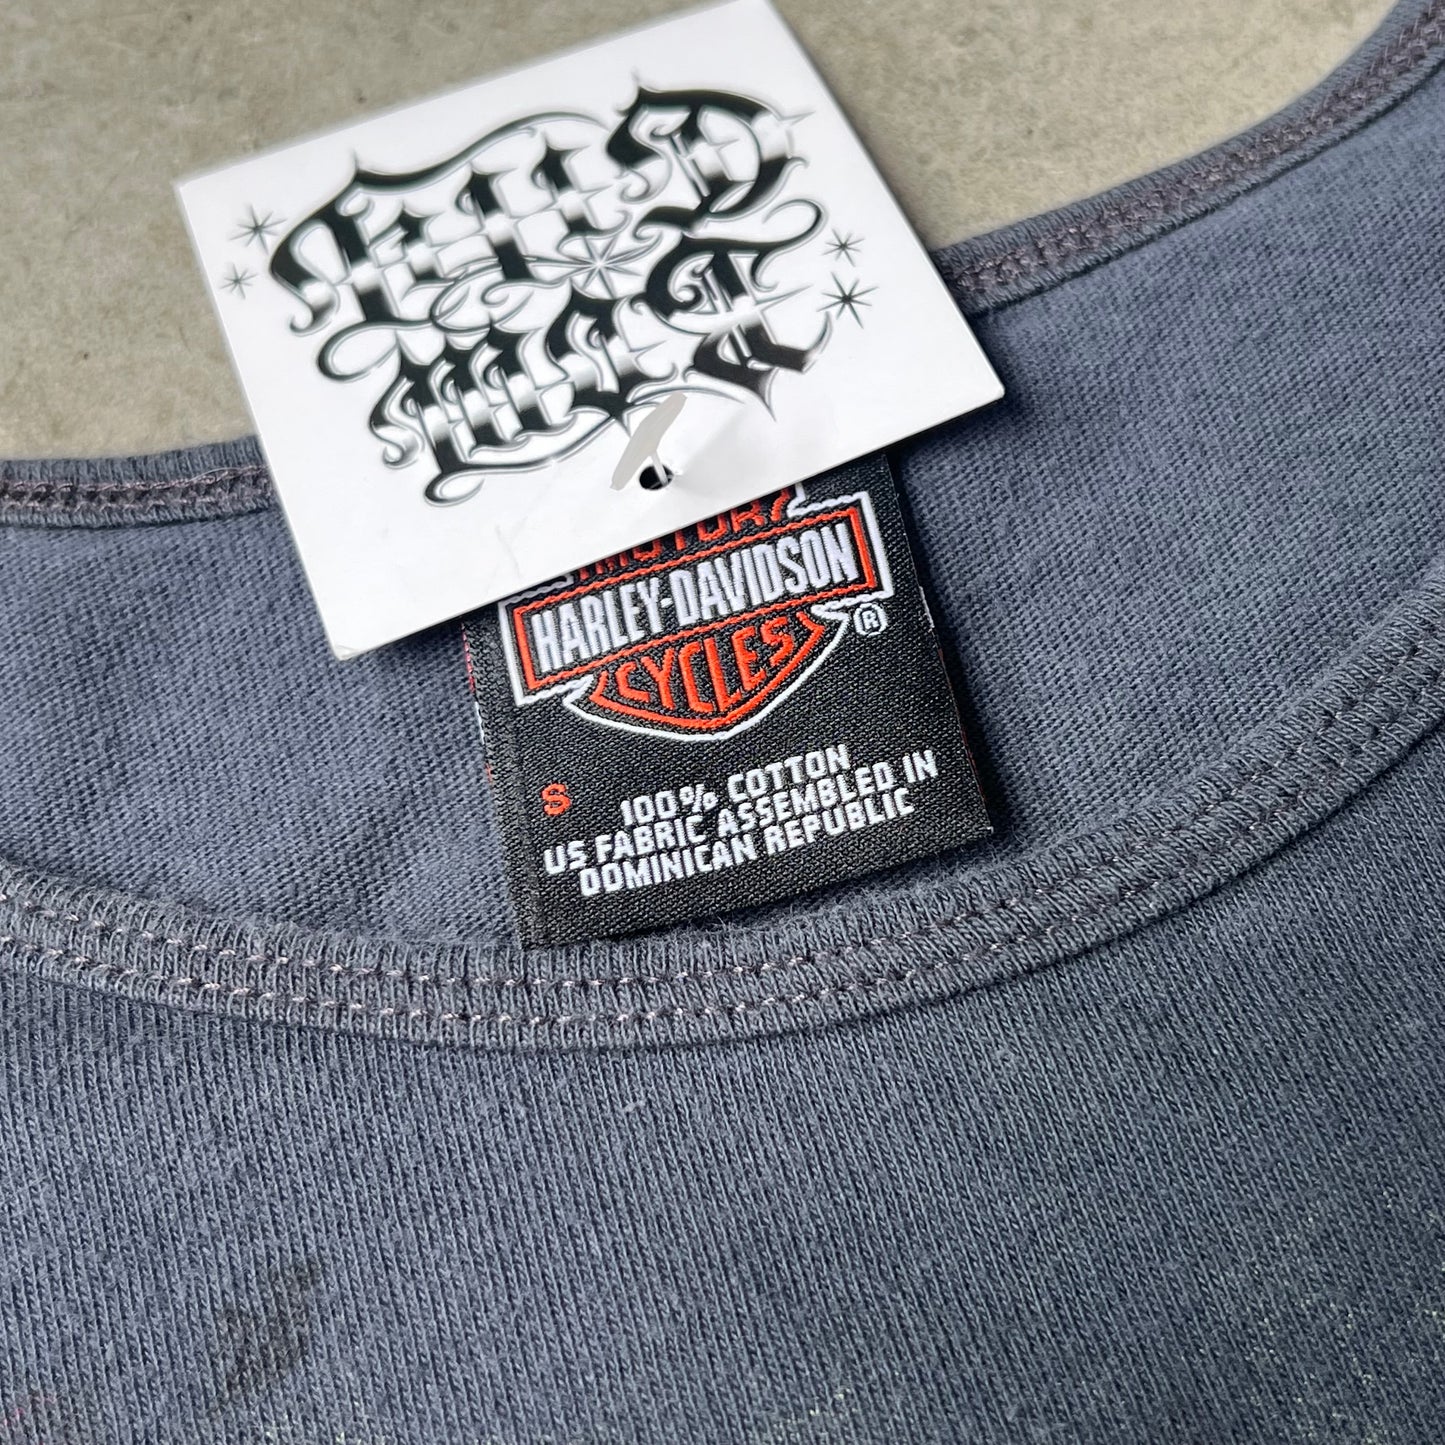 MOTOR
HARLEY-DAVIDSON
®
CYCLES
S
100% COTTON
US FABRIC ASSEMBLED IN
DOMINICAN REPUBLIC